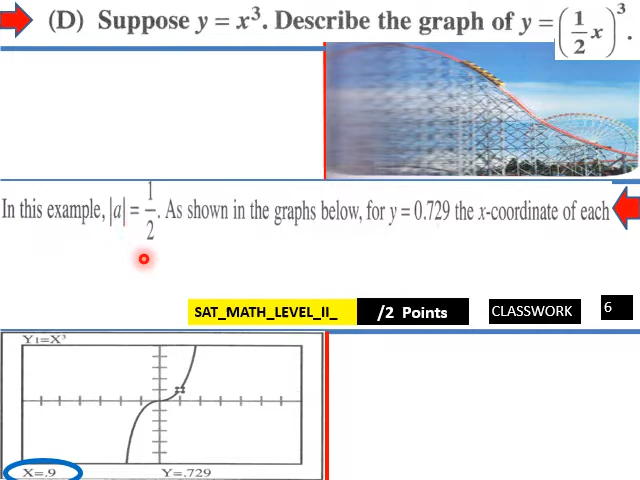 (D) Suppose y = x³. Describe the graph of y = (1/2 x)³.
In this example, |a| = 1/2. As shown in the graphs below, for y = 0.729 the x-coordinate of each
SAT_MATH_LEVEL_II_ /2 Points CLASSWORK 6
Y1=X³
X=.9 Y=.729